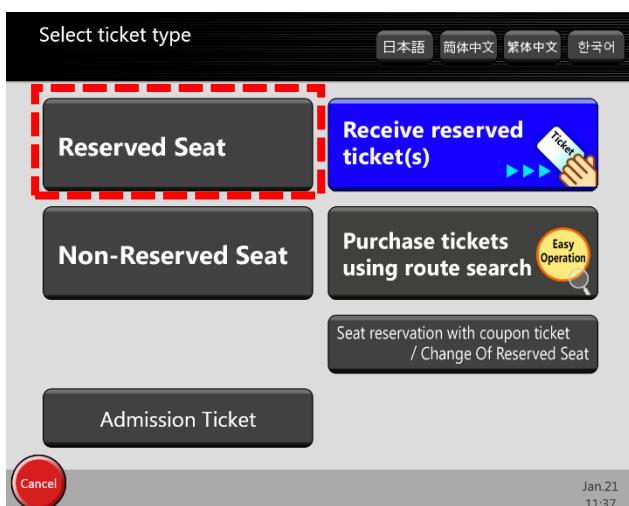 Select ticket type
日本語
簡体中文
繁体中文
한국어
Reserved Seat
Receive reserved
ticket(s)
Ticket
Non-Reserved Seat
Purchase tickets
using route search
Easy
Operation
Seat reservation with coupon ticket
/ Change Of Reserved Seat
Admission Ticket
Cancel
Jan.21
11:37